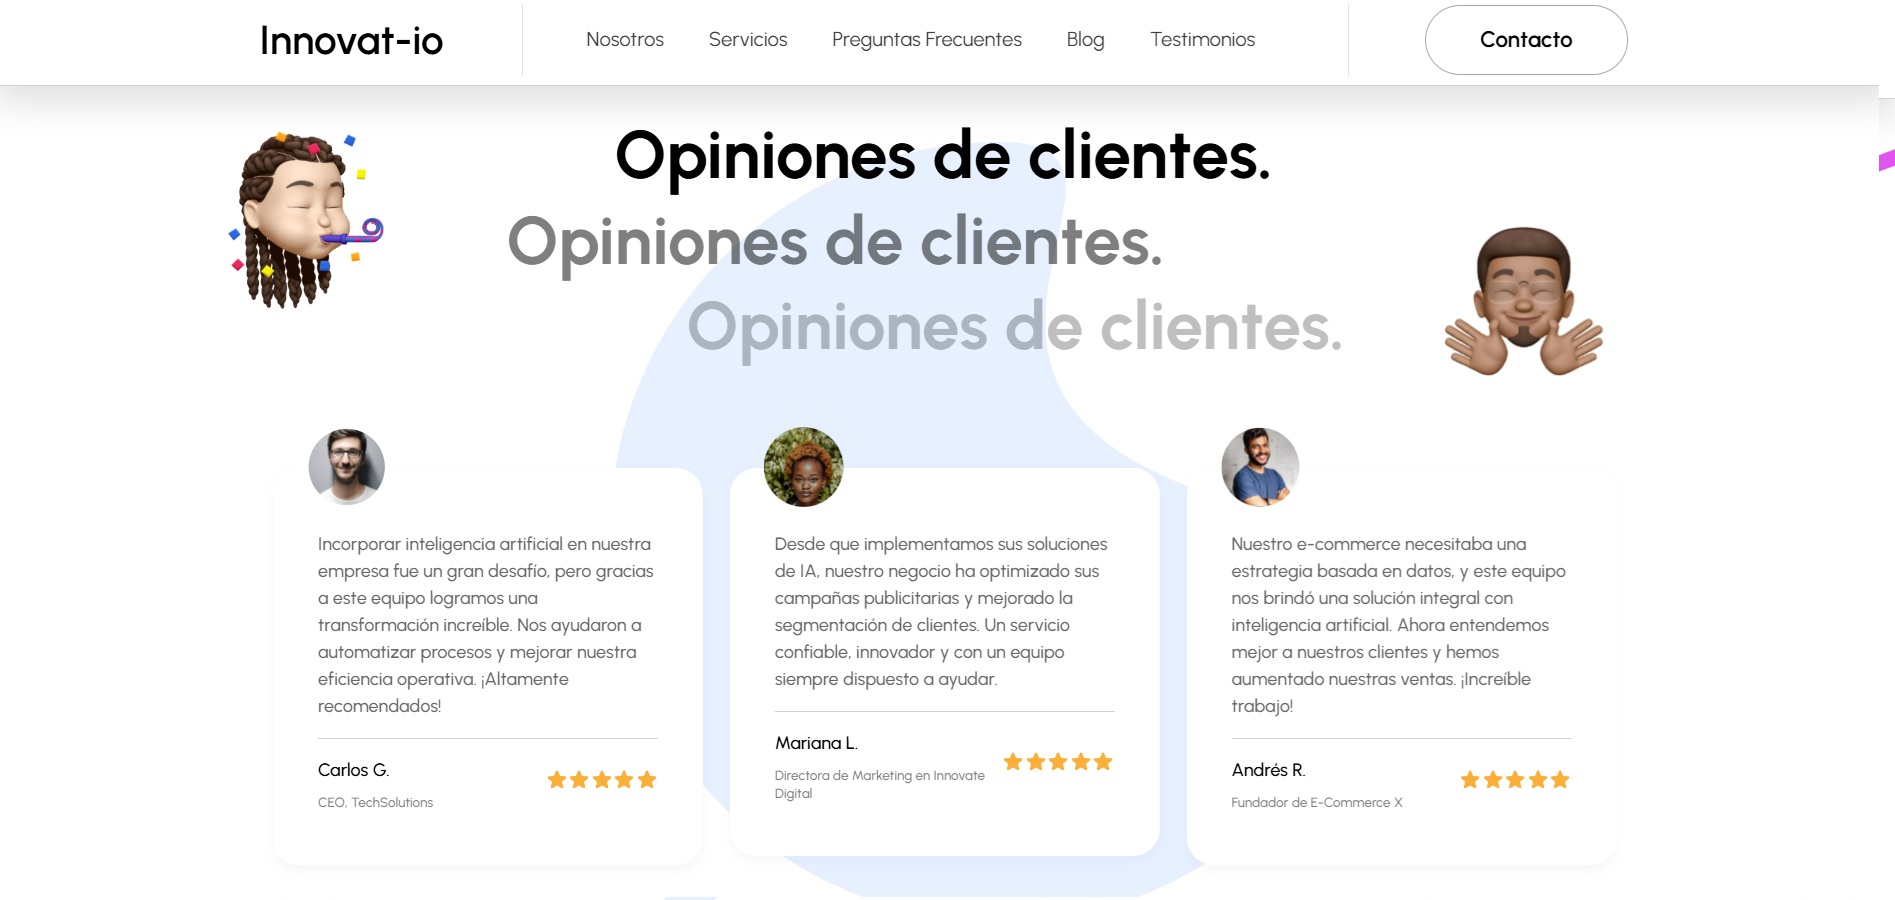 Innovat-io
Nosotros
Servicios
Preguntas Frecuentes
Blog
Testimonios
Contacto
Opiniones de clientes.
Opiniones de clientes.
Opiniones de clientes.
Incorporar inteligencia artificial en nuestra
empresa fue un gran desafío, pero gracias
a este equipo logramos una
transformación increíble. Nos ayudaron a
automatizar procesos y mejorar nuestra
eficiencia operativa. ¡Altamente
recomendados!
Carlos G.
CEO, TechSolutions
Desde que implementamos sus soluciones
de IA, nuestro negocio ha optimizado sus
campañas publicitarias y mejorado la
segmentación de clientes. Un servicio
confiable, innovador y con un equipo
siempre dispuesto a ayudar.
Mariana L.
Directora de Marketing en Innovate
Digital
Nuestro e-commerce necesitaba una
estrategia basada en datos, y este equipo
nos brindó una solución integral con
inteligencia artificial. Ahora entendemos
mejor a nuestros clientes y hemos
aumentado nuestras ventas. ¡Increíble
trabajo!
Andrés R.
Fundador de E-Commerce X